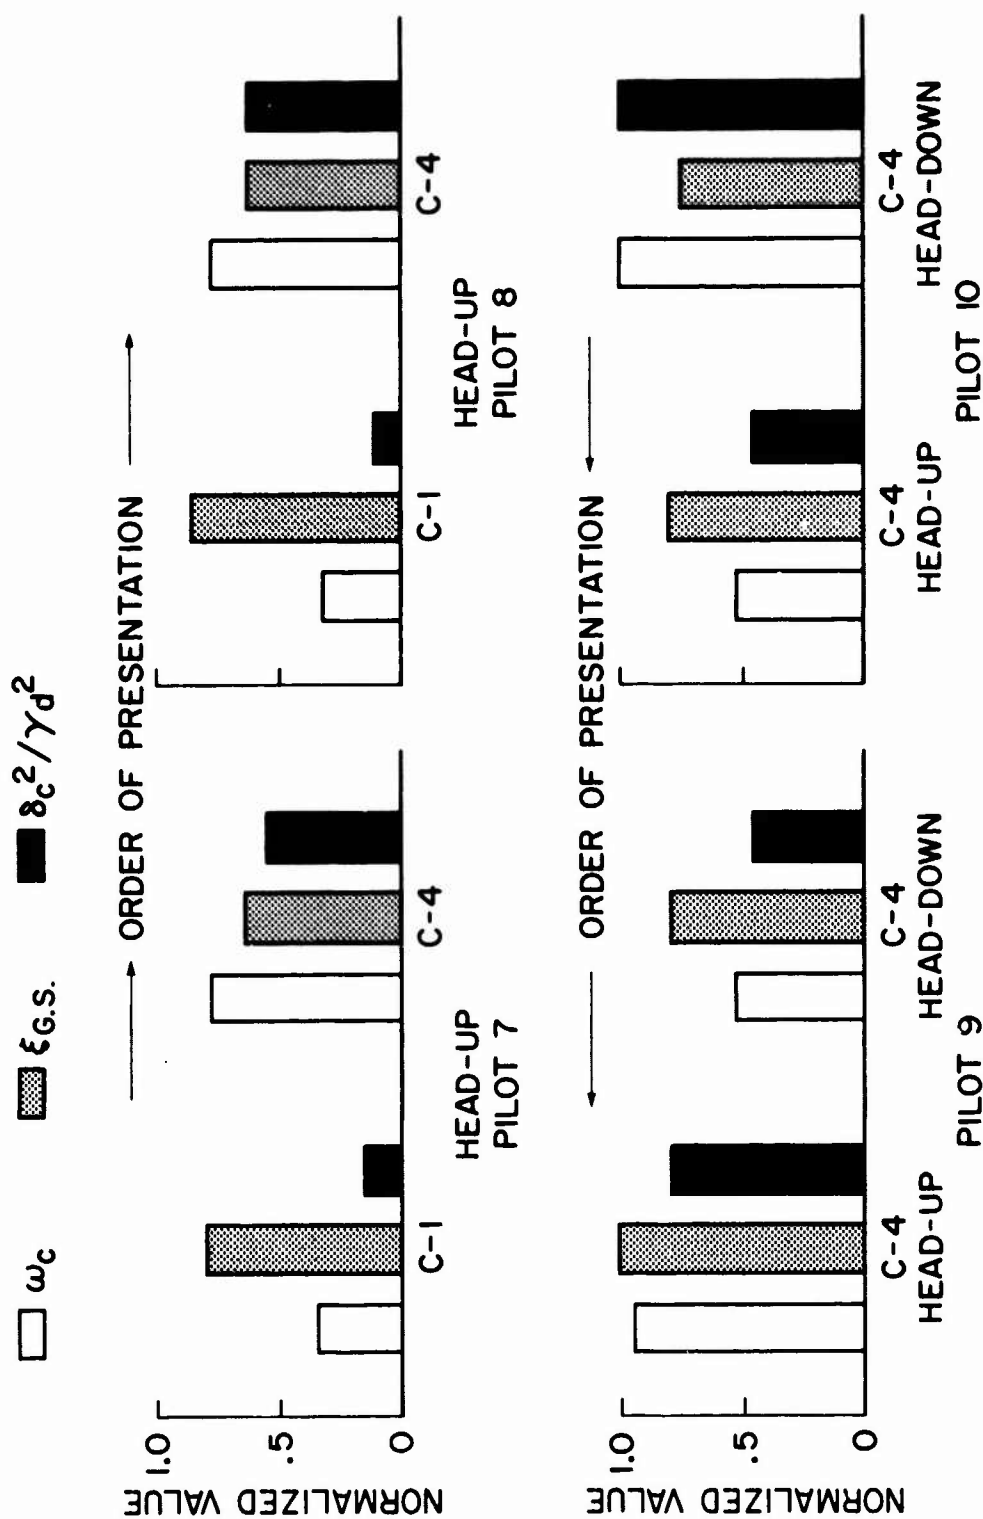 ω_c ξ_G.S. δ_c²/γ_d²
ORDER OF PRESENTATION
NORMALIZED VALUE
1.0
.5
0
C-1 C-4
HEAD-UP
PILOT 7
C-1 C-4
HEAD-UP
PILOT 8
ORDER OF PRESENTATION
NORMALIZED VALUE
1.0
.5
0
C-4 C-4
HEAD-UP HEAD-DOWN
PILOT 9
C-4 C-4
HEAD-UP HEAD-DOWN
PILOT 10